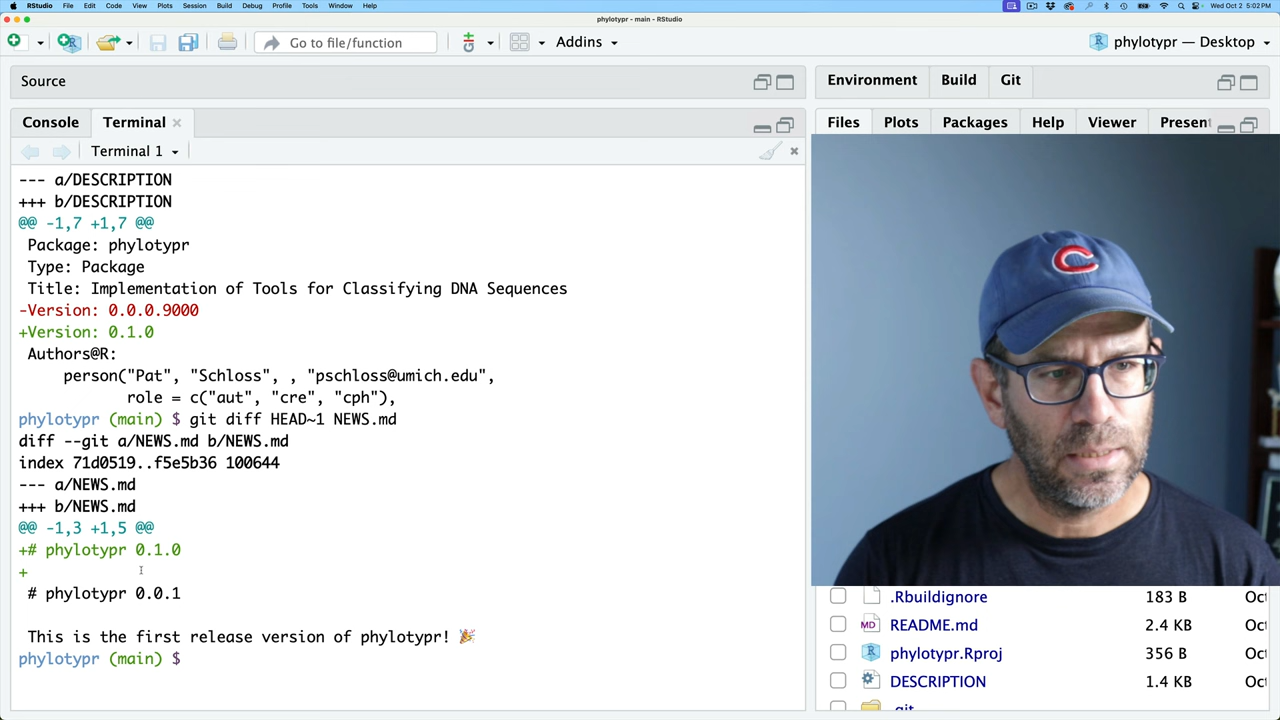 RStudio File Edit Code View Plots Session Build Debug Profile Tools Window Help Wed Oct 2 5:02 PM
phylotypr - main - RStudio
Go to file/function Addins phylotypr — Desktop
Source Environment Build Git
Console Terminal Files Plots Packages Help Viewer Present
Terminal 1
--- a/DESCRIPTION
+++ b/DESCRIPTION
@@ -1,7 +1,7 @@
Package: phylotypr
Type: Package
Title: Implementation of Tools for Classifying DNA Sequences
-Version: 0.0.0.9000
+Version: 0.1.0
Authors@R:
person("Pat", "Schloss", , "pschloss@umich.edu",
role = c("aut", "cre", "cph"),
phylotypr (main) $ git diff HEAD~1 NEWS.md
diff --git a/NEWS.md b/NEWS.md
index 71d0519..f5e5b36 100644
--- a/NEWS.md
+++ b/NEWS.md
@@ -1,3 +1,5 @@
+# phylotypr 0.1.0
+
# phylotypr 0.0.1
This is the first release version of phylotypr! 🎉
phylotypr (main) $
.Rbuildignore 183 B Oct
README.md 2.4 KB Oct
phylotypr.Rproj 356 B Oct
DESCRIPTION 1.4 KB Oct
.git